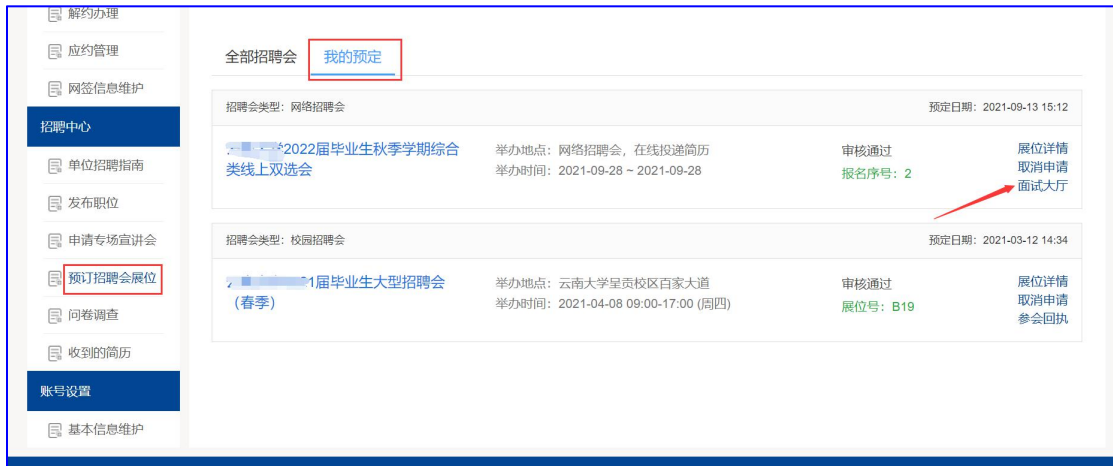 解约办理
应约管理
网签信息维护
招聘中心
单位招聘指南
发布职位
申请专场宣讲会
预订招聘会展位
问卷调查
收到的简历
账号设置
基本信息维护
全部招聘会 我的预定
招聘会类型：网络招聘会 预定日期：2021-09-13 15:12
2022届毕业生秋季学期综合
类线上双选会
举办地点：网络招聘会，在线投递简历
举办时间：2021-09-28 ~ 2021-09-28
审核通过
报名序号：2
展位详情
取消申请
面试大厅
招聘会类型：校园招聘会 预定日期：2021-03-12 14:34
1届毕业生大型招聘会
（春季）
举办地点：云南大学呈贡校区百家大道
举办时间：2021-04-08 09:00-17:00 (周四)
审核通过
展位号：B19
展位详情
取消申请
参会回执